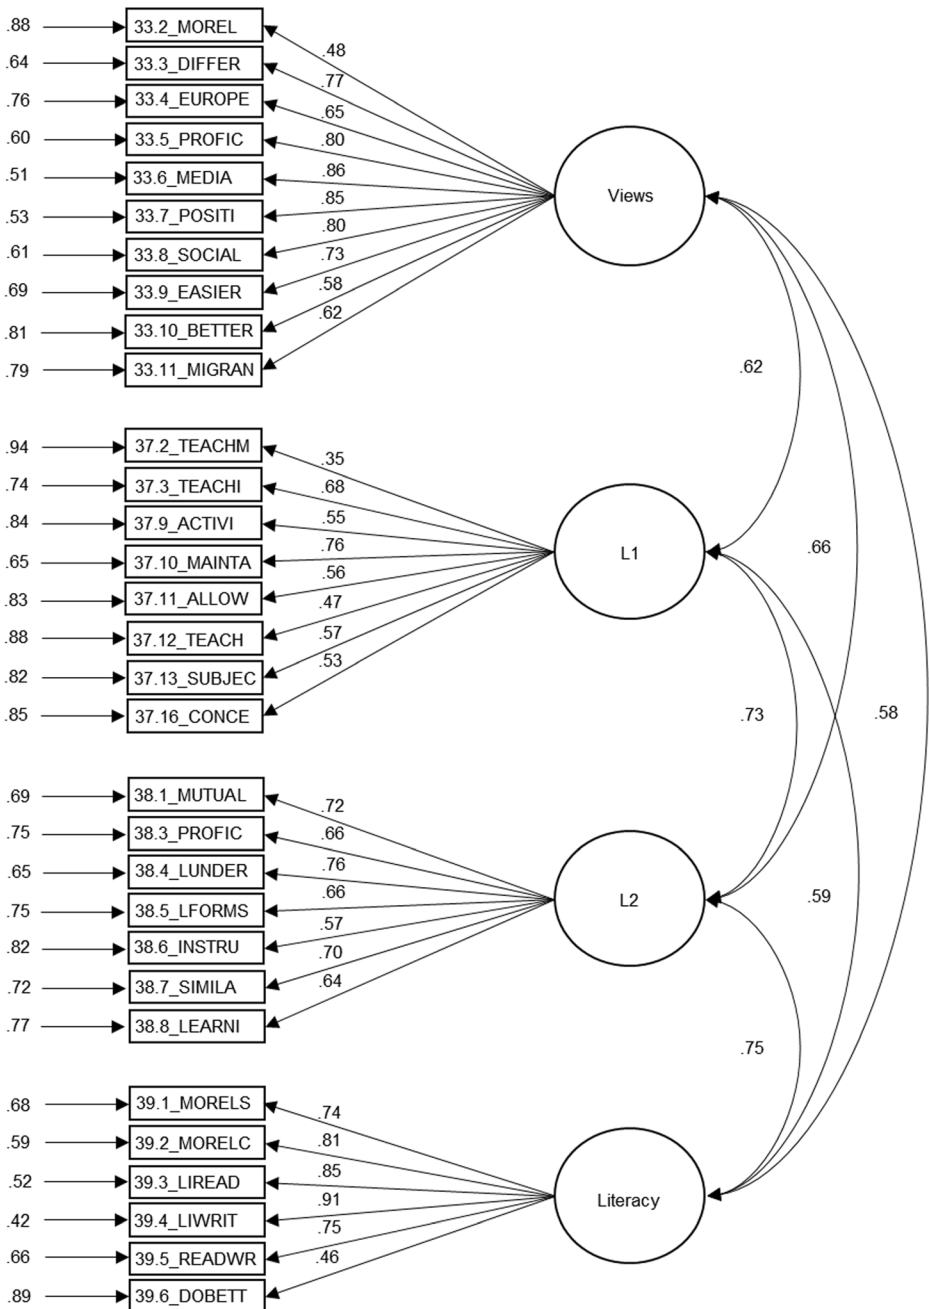 .88 33.2_MOREL .48
.64 33.3_DIFFER .77
.76 33.4_EUROPE .65
.60 33.5_PROFIC .80
.51 33.6_MEDIA .86
.53 33.7_POSITI .85
.61 33.8_SOCIAL .80
.69 33.9_EASIER .73
.81 33.10_BETTER .58
.79 33.11_MIGRAN .62
Views
.62
.94 37.2_TEACHM .35
.74 37.3_TEACHI .68
.84 37.9_ACTIVI .55
.65 37.10_MAINTA .76
.83 37.11_ALLOW .56
.88 37.12_TEACH .47
.82 37.13_SUBJEC .57
.85 37.16_CONCE .53
L1
.66
.73
.58
.69 38.1_MUTUAL .72
.75 38.3_PROFIC .66
.65 38.4_LUNDER .76
.75 38.5_LFORMS .66
.82 38.6_INSTRU .57
.72 38.7_SIMILA .70
.77 38.8_LEARNI .64
L2
.59
.75
.68 39.1_MORELS .74
.59 39.2_MORELC .81
.52 39.3_LIREAD .85
.42 39.4_LIWRIT .91
.66 39.5_READWR .75
.89 39.6_DOBETT .46
Literacy